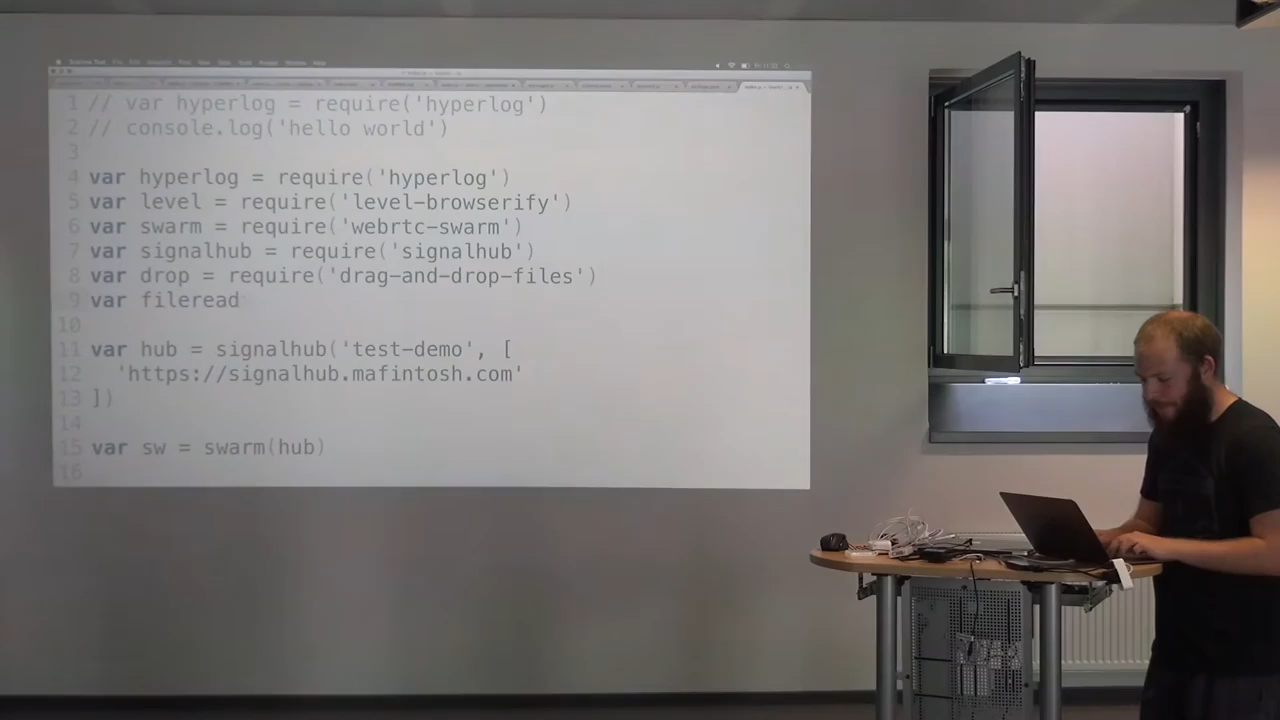 1 // var hyperlog = require('hyperlog')
2 // console.log('hello world')
3
4 var hyperlog = require('hyperlog')
5 var level = require('level-browserify')
6 var swarm = require('webrtc-swarm')
7 var signalhub = require('signalhub')
8 var drop = require('drag-and-drop-files')
9 var fileread
10
11 var hub = signalhub('test-demo', [
12 'https://signalhub.mafintosh.com'
13 ])
14
15 var sw = swarm(hub)
16